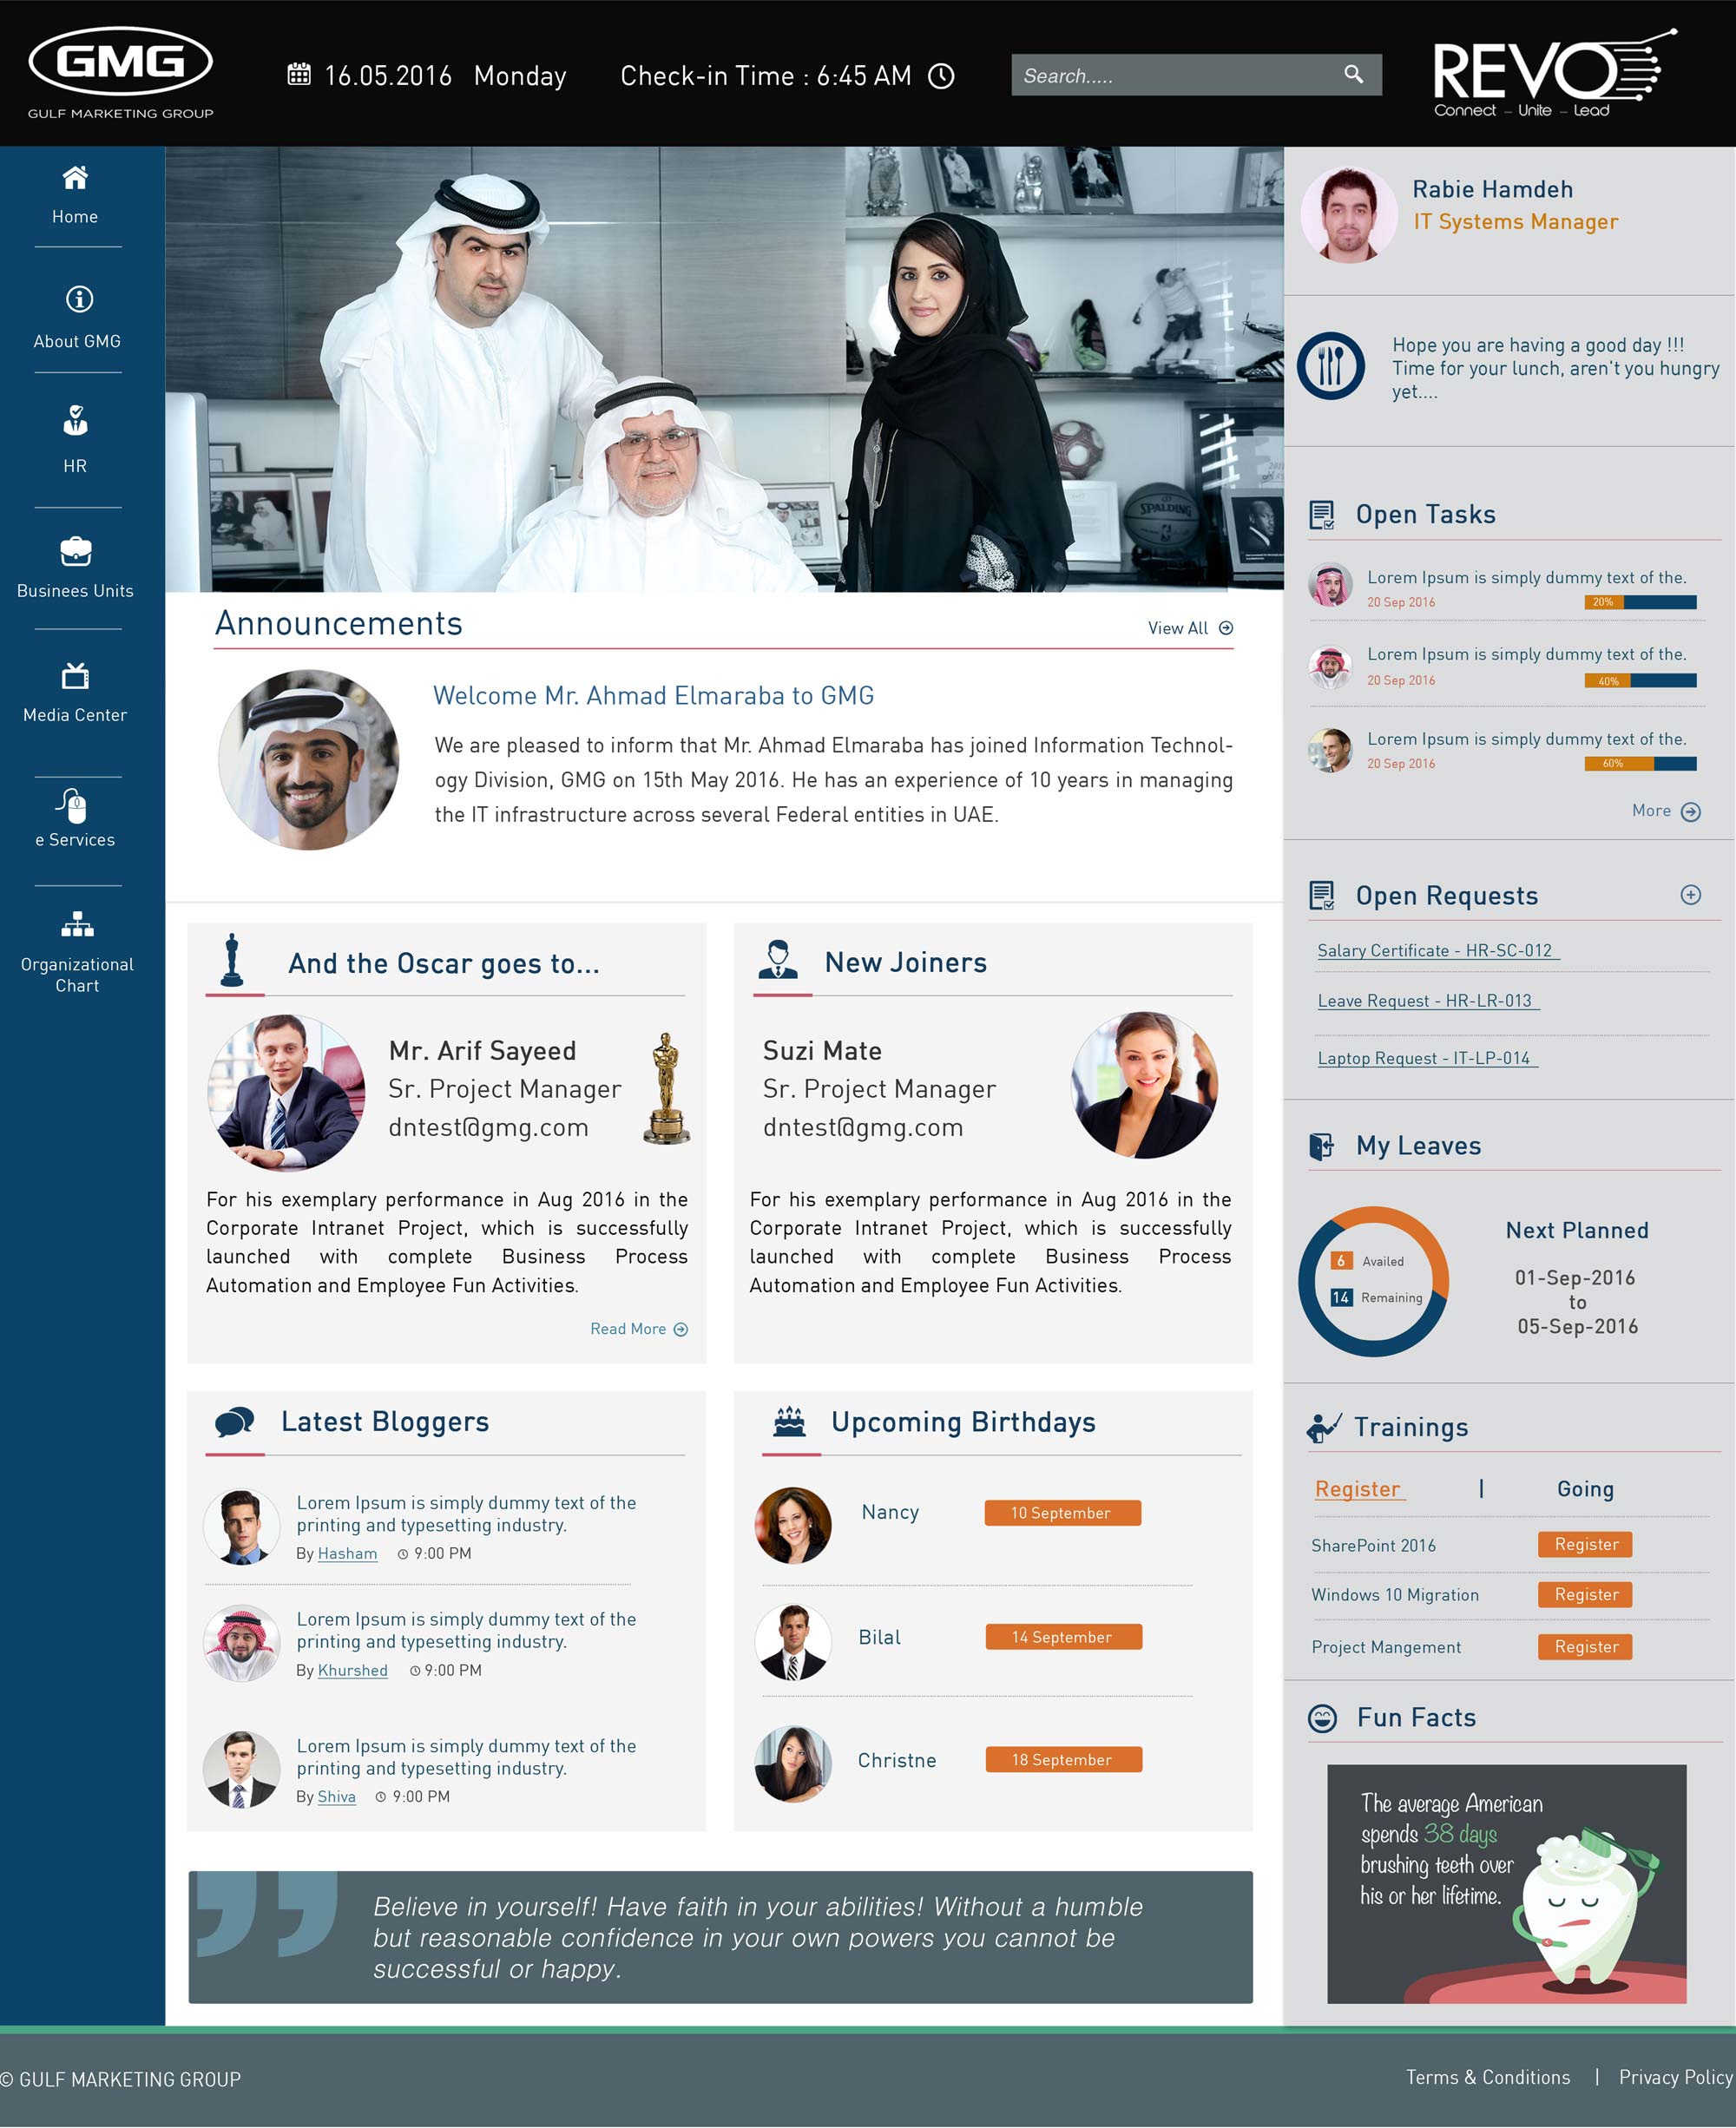 GMG
GULF MARKETING GROUP
16.05.2016 Monday
Check-in Time : 6:45 AM
Search.....
REVO
Connect - Unite - Lead
Home
About GMG
HR
Businees Units
Media Center
e Services
Organizational
Chart
SPALDING
Announcements
View All
Welcome Mr. Ahmad Elmaraba to GMG
We are pleased to inform that Mr. Ahmad Elmaraba has joined Information Technol-
ogy Division, GMG on 15th May 2016. He has an experience of 10 years in managing
the IT infrastructure across several Federal entities in UAE.
And the Oscar goes to...
Mr. Arif Sayeed
Sr. Project Manager
dntest@gmg.com
For his exemplary performance in Aug 2016 in the
Corporate Intranet Project, which is successfully
launched with complete Business Process
Automation and Employee Fun Activities.
Read More
New Joiners
Suzi Mate
Sr. Project Manager
dntest@gmg.com
For his exemplary performance in Aug 2016 in the
Corporate Intranet Project, which is successfully
launched with complete Business Process
Automation and Employee Fun Activities.
Latest Bloggers
Lorem Ipsum is simply dummy text of the
printing and typesetting industry.
By Hasham 9:00 PM
Lorem Ipsum is simply dummy text of the
printing and typesetting industry.
By Khurshed 9:00 PM
Lorem Ipsum is simply dummy text of the
printing and typesetting industry.
By Shiva 9:00 PM
Upcoming Birthdays
Nancy 10 September
Bilal 14 September
Christne 18 September
Believe in yourself! Have faith in your abilities! Without a humble
but reasonable confidence in your own powers you cannot be
successful or happy.
Rabie Hamdeh
IT Systems Manager
Hope you are having a good day !!!
Time for your lunch, aren't you hungry
yet....
Open Tasks
Lorem Ipsum is simply dummy text of the.
20 Sep 2016 20%
Lorem Ipsum is simply dummy text of the.
20 Sep 2016 40%
Lorem Ipsum is simply dummy text of the.
20 Sep 2016 60%
More
Open Requests
Salary Certificate - HR-SC-012
Leave Request - HR-LR-013
Laptop Request - IT-LP-014
My Leaves
6 Availed
14 Remaining
Next Planned
01-Sep-2016
to
05-Sep-2016
Trainings
Register | Going
SharePoint 2016 Register
Windows 10 Migration Register
Project Mangement Register
Fun Facts
The average American
spends 38 days
brushing teeth over
his or her lifetime.
© GULF MARKETING GROUP
Terms & Conditions | Privacy Policy